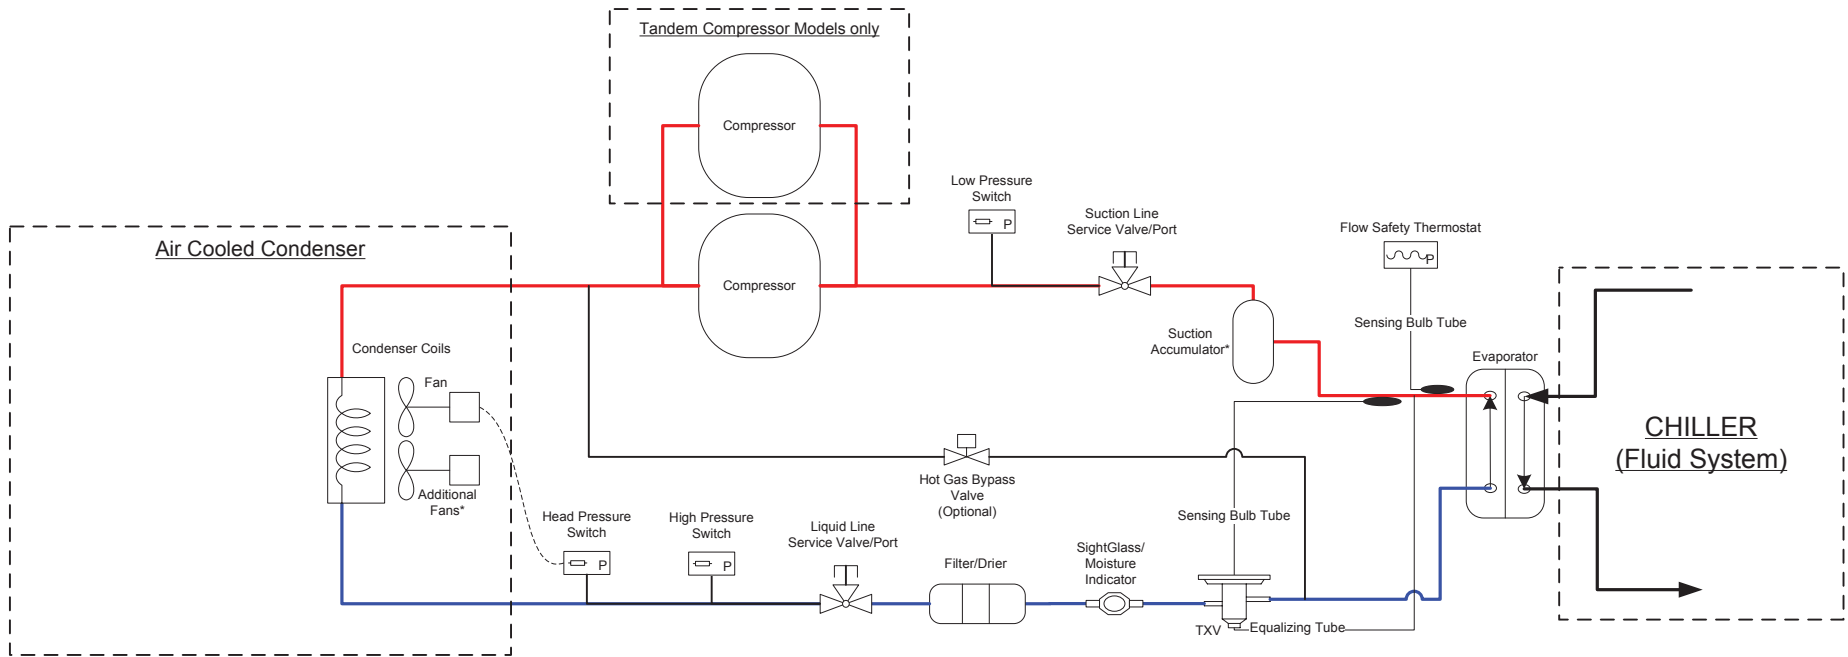 Tandem Compressor Models only
Compressor
Low Pressure
Switch
P
Suction Line
Service Valve/Port
Flow Safety Thermostat
P
Air Cooled Condenser
Compressor
Sensing Bulb Tube
Suction
Accumulator*
Condenser Coils
Evaporator
Fan
CHILLER
(Fluid System)
Additional
Fans*
Hot Gas Bypass
Valve
(Optional)
Head Pressure
Switch
P
High Pressure
Switch
P
Liquid Line
Service Valve/Port
Filter/Drier
SightGlass/
Moisture
Indicator
Sensing Bulb Tube
TXV
Equalizing Tube